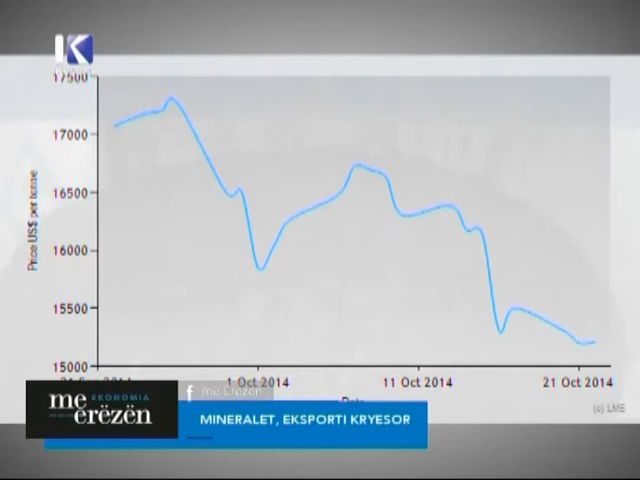 K
17500
17000
16500
16000
15500
15000
Price US$ per tonne
1 Oct 2014
11 Oct 2014
21 Oct 2014
(c) LME
me EKONOMIA
erëzën
f me Erëzën
MINERALET, EKSPORTI KRYESOR